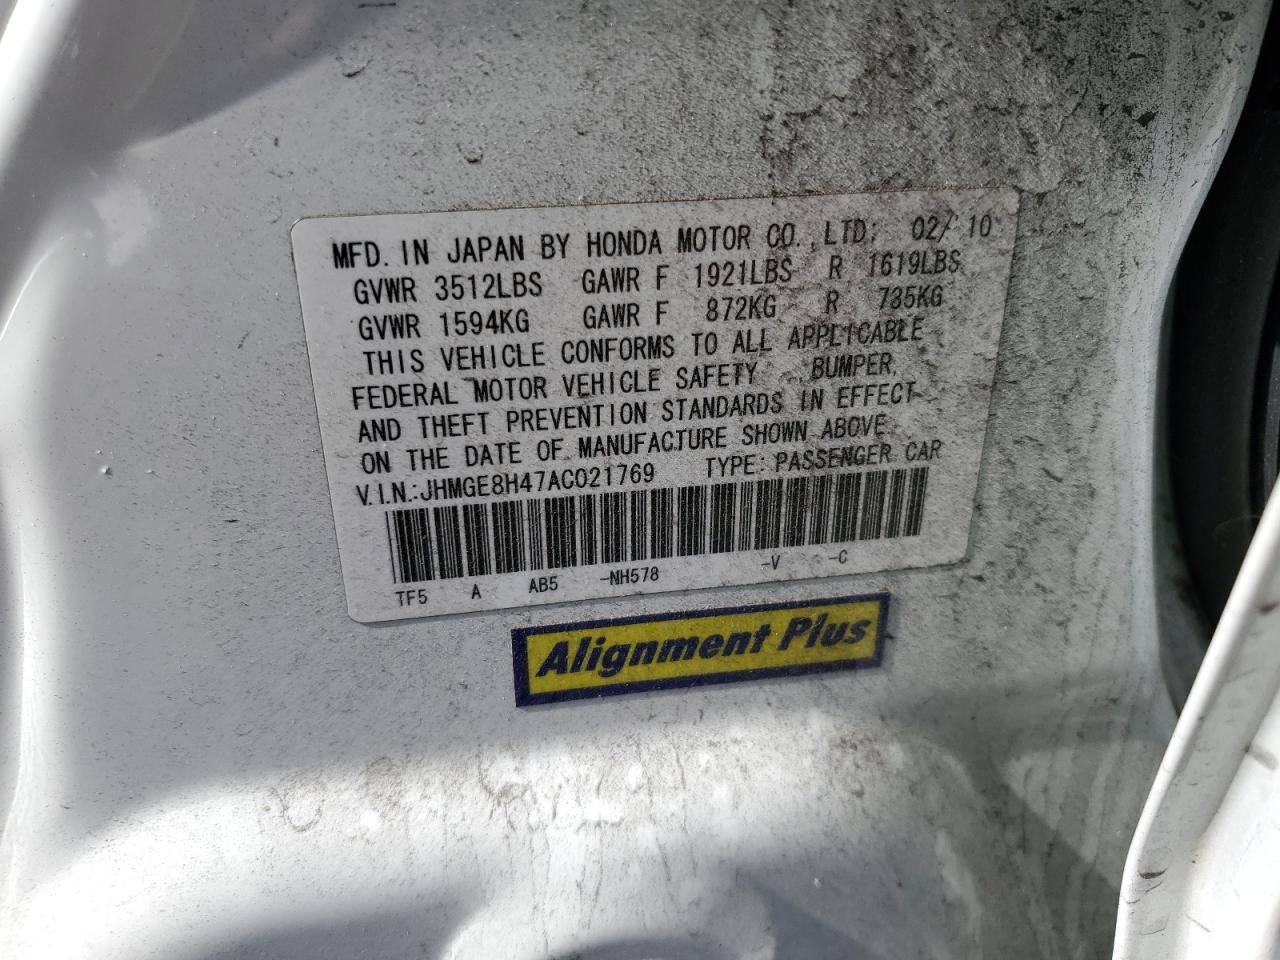 MFD. IN JAPAN BY HONDA MOTOR CO., LTD; 02/ 10
GVWR 3512LBS GAWR F 1921LBS R 1619LBS
GVWR 1594KG GAWR F 872KG R 735KG
THIS VEHICLE CONFORMS TO ALL APPLICABLE
FEDERAL MOTOR VEHICLE SAFETY, BUMPER,
AND THEFT PREVENTION STANDARDS IN EFFECT
ON THE DATE OF MANUFACTURE SHOWN ABOVE.
V.I.N.:JHMGE8H47AC021769 TYPE: PASSENGER CAR
TF5 A AB5 -NH578 -V -C
Alignment Plus